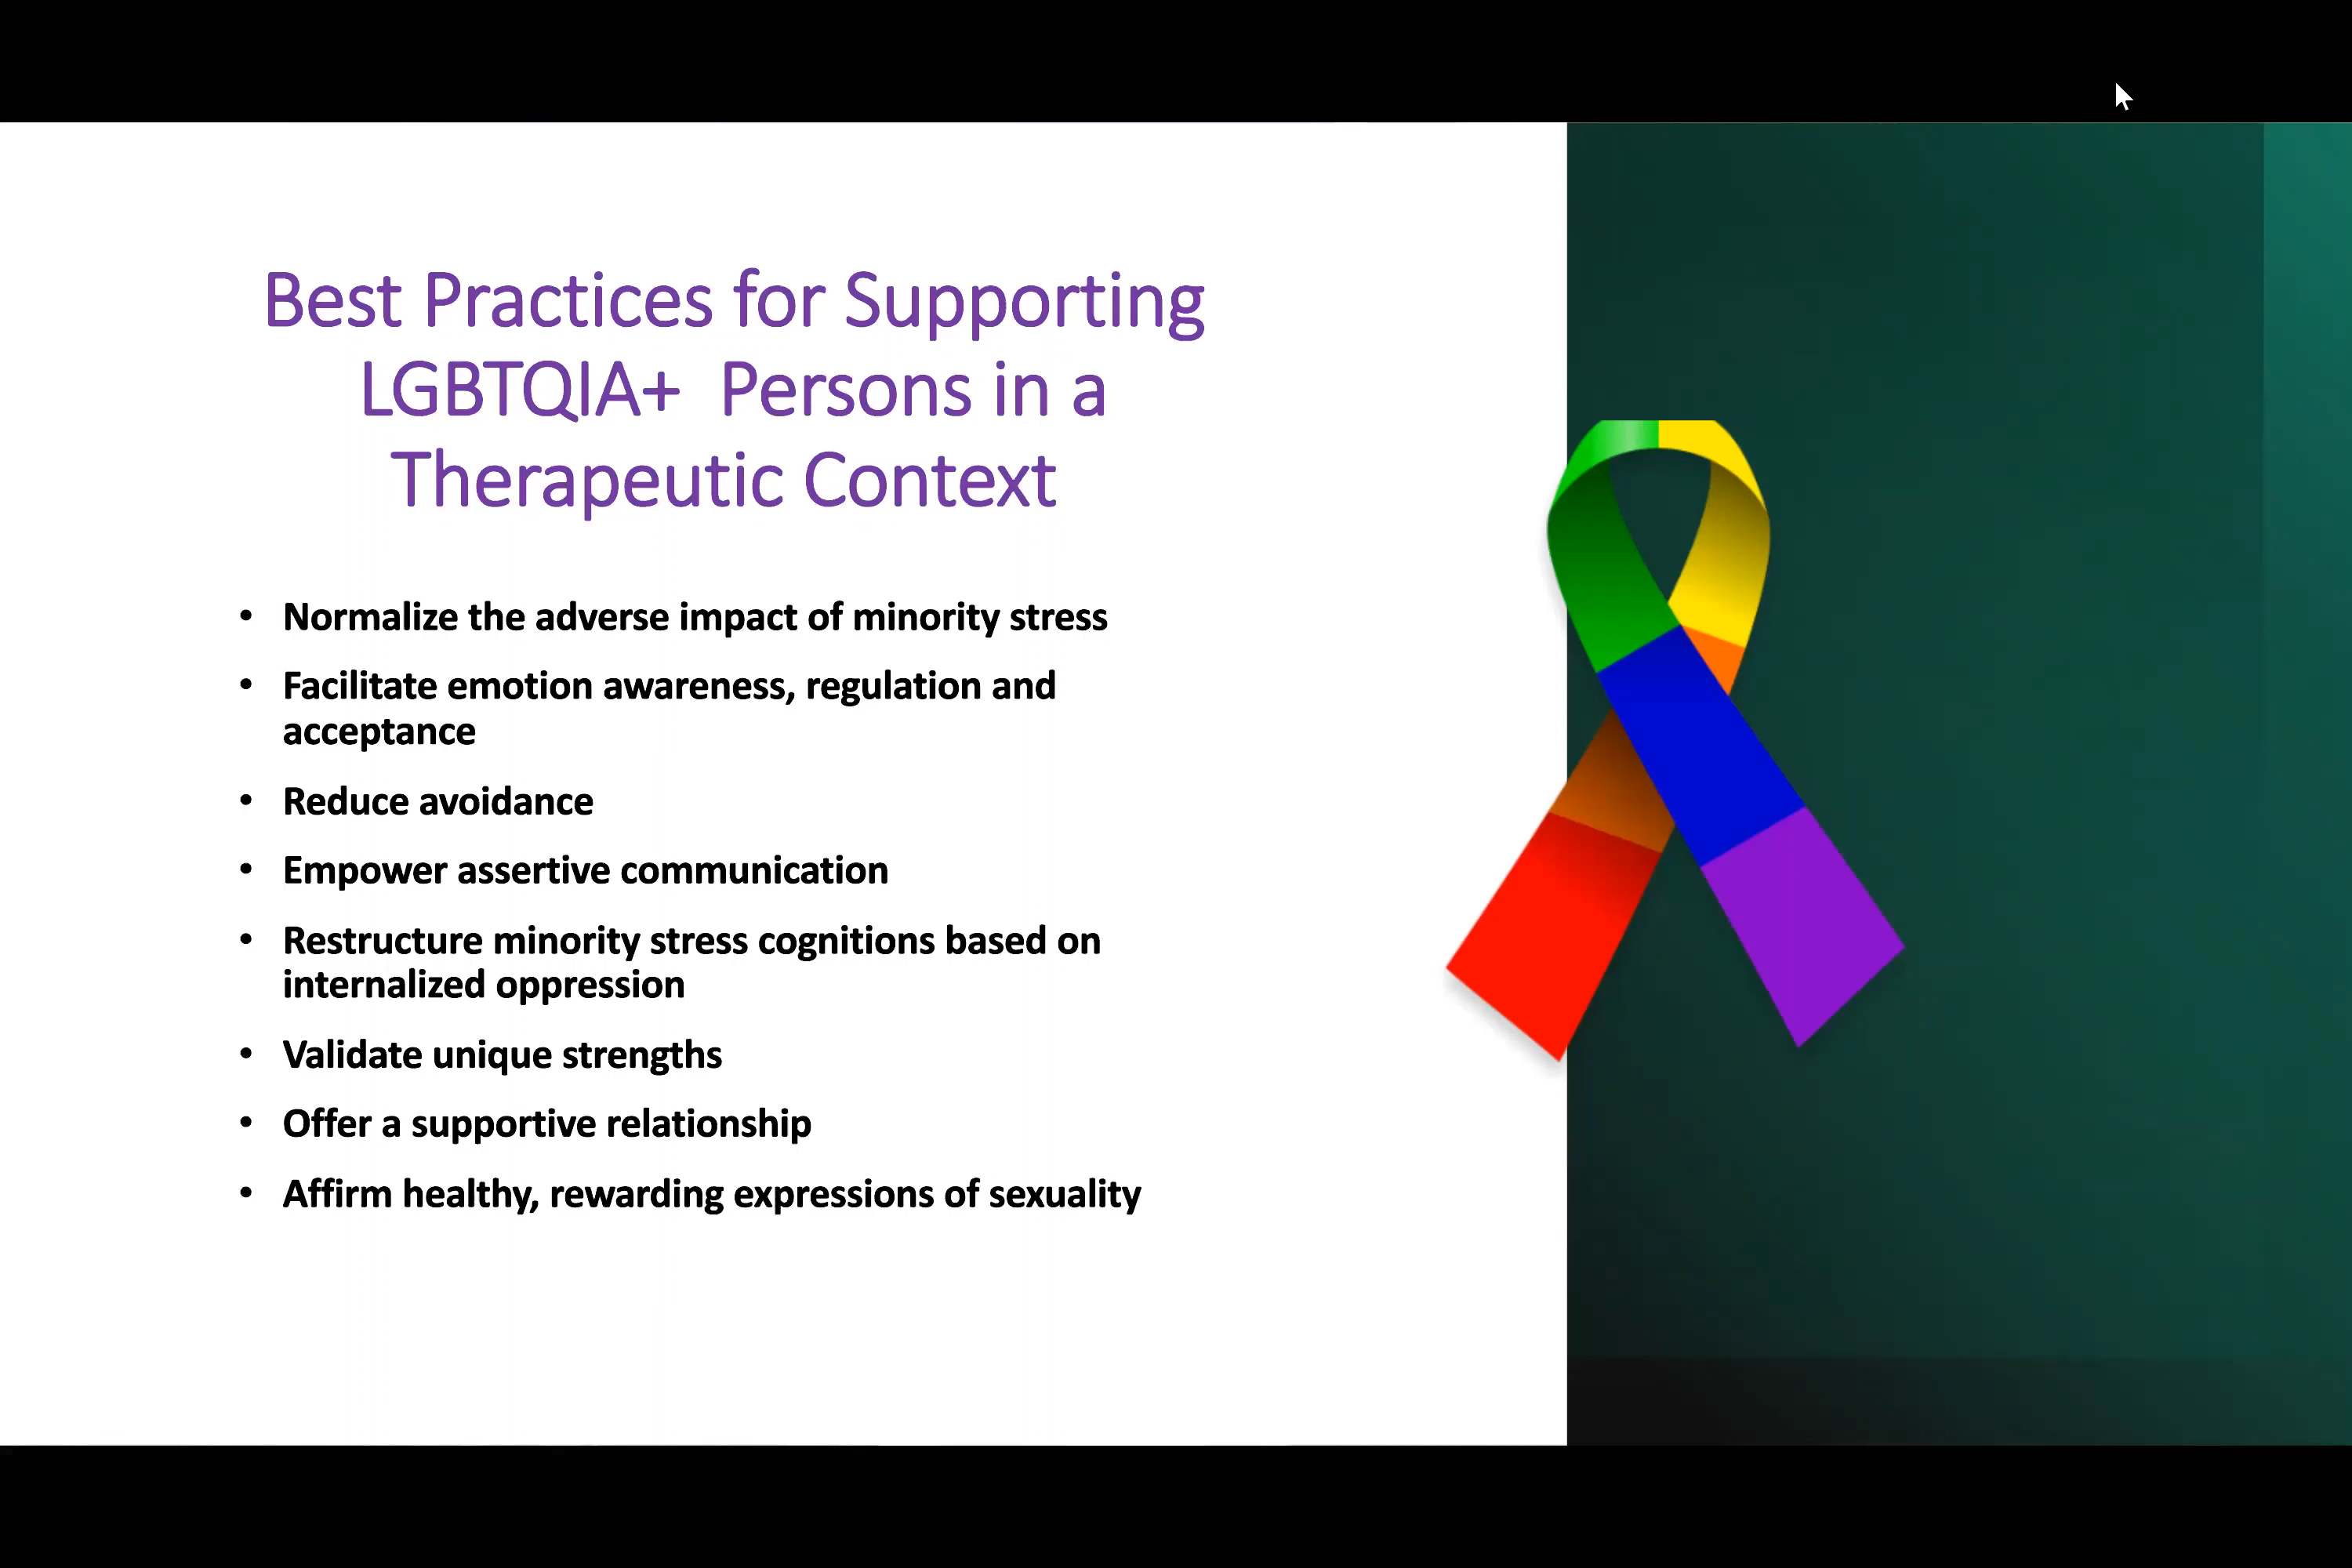 Best Practices for Supporting
LGBTQIA+  Persons in a
Therapeutic Context
• Normalize the adverse impact of minority stress
• Facilitate emotion awareness, regulation and
acceptance
• Reduce avoidance
• Empower assertive communication
• Restructure minority stress cognitions based on
internalized oppression
• Validate unique strengths
• Offer a supportive relationship
• Affirm healthy, rewarding expressions of sexuality